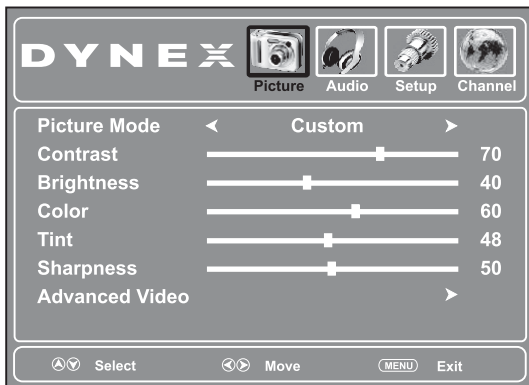 DYNEX
Picture Audio Setup Channel
Picture Mode Custom
Contrast 70
Brightness 40
Color 60
Tint 48
Sharpness 50
Advanced Video
Select Move MENU Exit